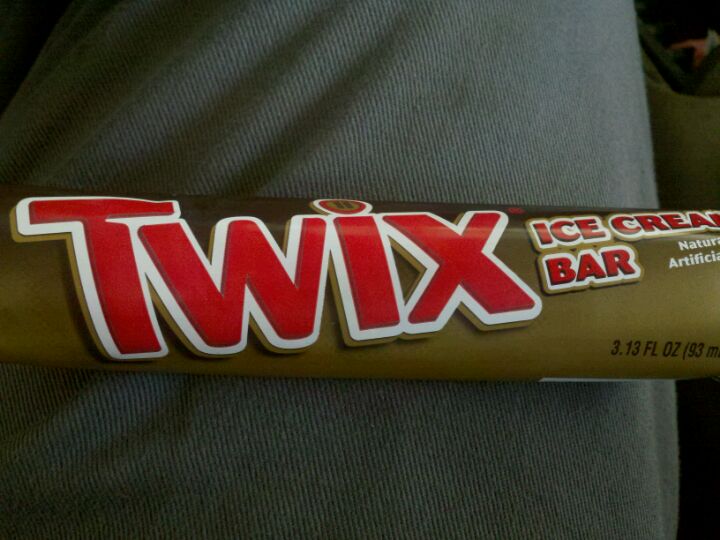 TWIX
ICE CREA
BAR
Natura
Artificia
3.13 FL OZ (93 m